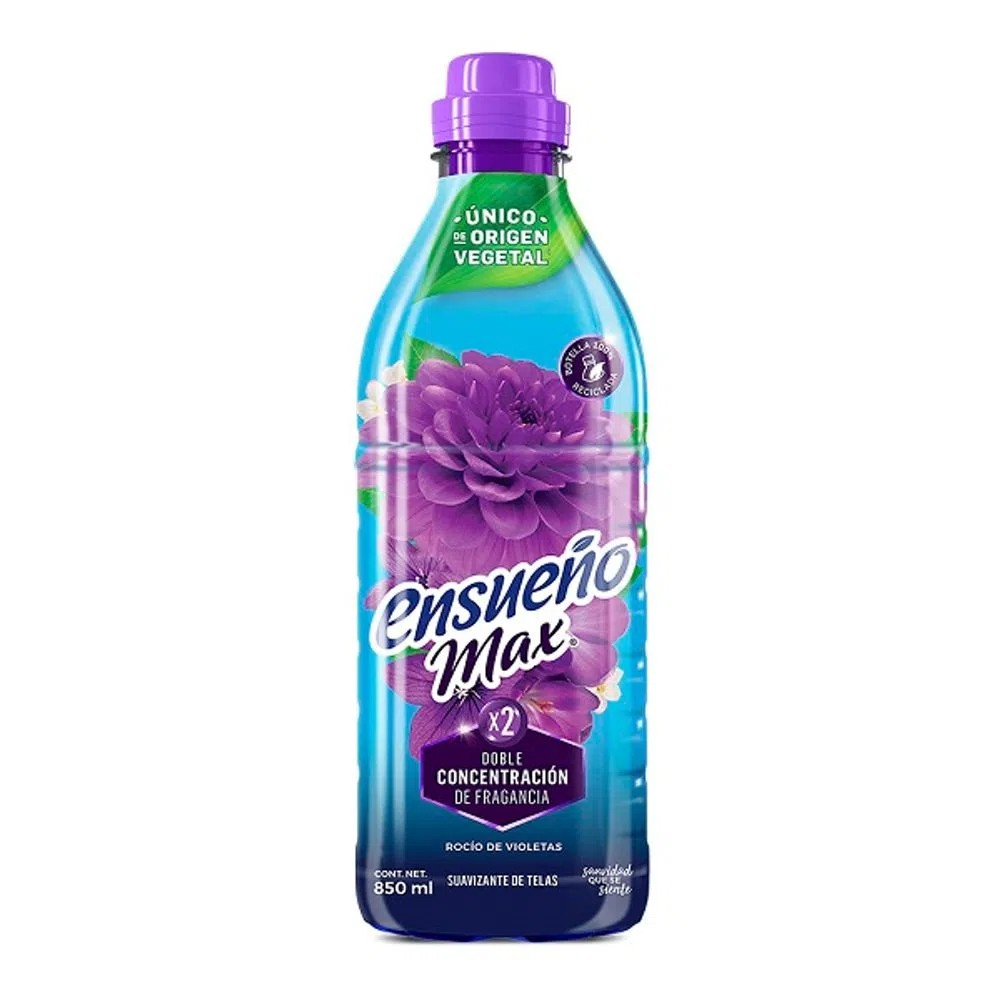 ÚNICO
DE ORIGEN
VEGETAL
BOTELLA 100%
RECICLADA
ensueño
Max®
X2
DOBLE
CONCENTRACIÓN
DE FRAGANCIA
ROCÍO DE VIOLETAS
CONT. NET.
850 ml
SUAVIZANTE DE TELAS
suavidad
QUE SE
siente